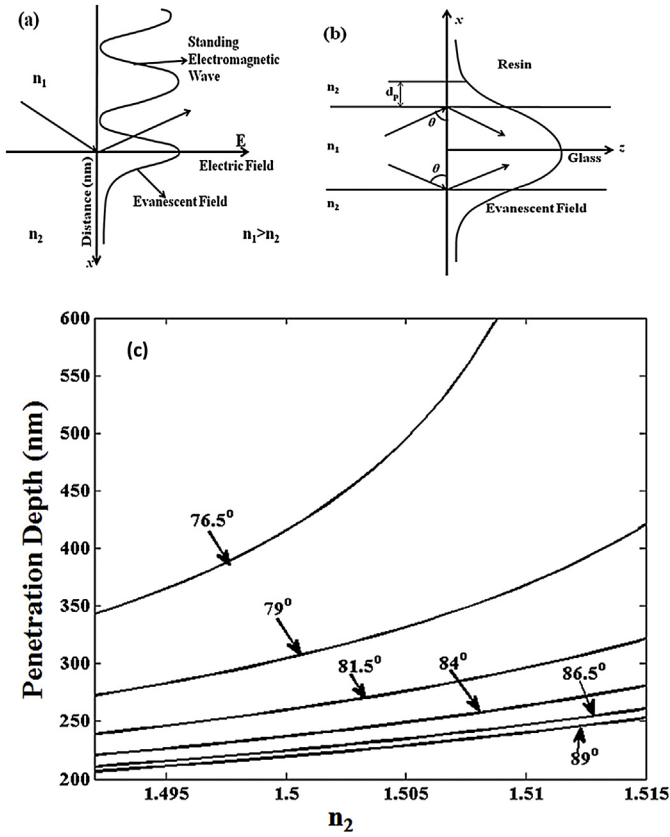 (a)
n₁
Standing
Electromagnetic
Wave
E
Electric Field
Distance (nm)
Evanescent Field
n₂
n₁>n₂
x
(b)
x
Resin
n₂
dₚ
θ
n₁
z
Glass
θ
n₂
Evanescent Field
(c)
Penetration Depth (nm)
600
550
500
450
400
350
300
250
200
76.5°
79°
81.5°
84°
86.5°
89°
1.495
1.5
1.505
1.51
1.515
n₂